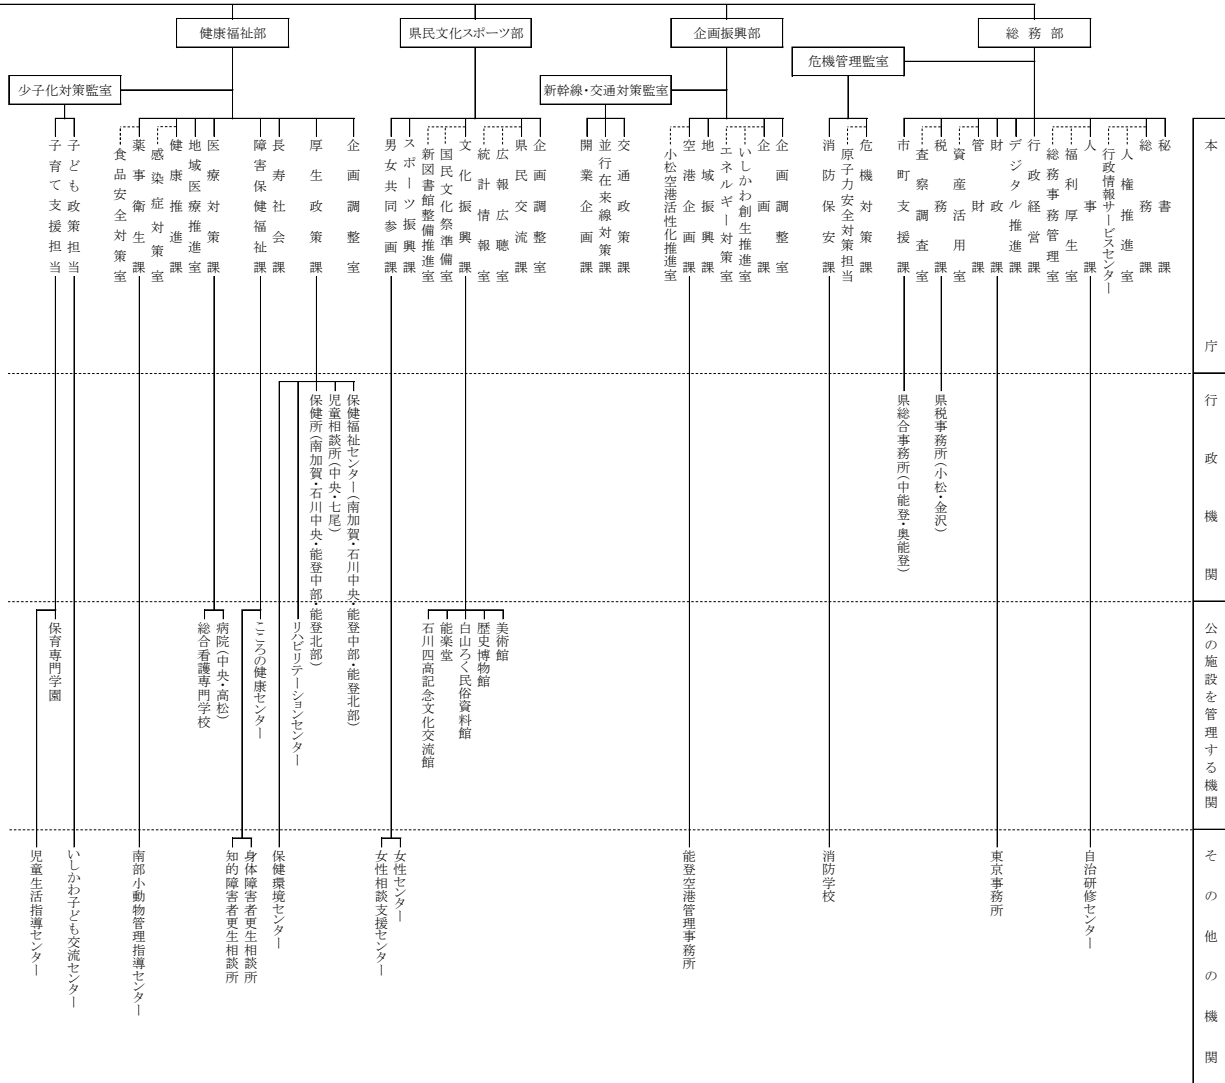 総務部
企画振興部
県民文化スポーツ部
健康福祉部
危機管理監室
新幹線・交通対策監室
少子化対策監室
本庁
秘書課
総務課
人権推進室
行政情報サービスセンター
人事課
福利厚生室
総務事務管理室
行政経営課
デジタル推進課
財政課
管財課
資産活用室
税務課
査察調査室
市町支援課
危機対策課
原子力安全対策担当
消防保安課
企画調整室
企画課
いしかわ創生推進室
エネルギー対策室
地域振興課
空港企画課
小松空港活性化推進室
交通政策課
並行在来線対策課
開業企画課
企画調整室
県民交流課
広報広聴室
統計情報室
文化振興課
国民文化祭準備室
新図書館整備推進室
スポーツ振興課
男女共同参画課
企画調整室
厚生政策課
長寿社会課
障害保健福祉課
医療対策課
地域医療推進室
健康推進課
感染症対策室
薬事衛生課
食品安全対策室
子ども政策担当
子育て支援担当
行政機関
県税事務所(小松・金沢)
県総合事務所(中能登・奥能登)
保健福祉センター(南加賀・石川中央・能登中部・能登北部)
児童相談所(中央・七尾)
保健所(南加賀・石川中央・能登中部・能登北部)
公の施設を管理する機関
美術館
歴史博物館
白山ろく民俗資料館
能楽堂
石川四高記念文化交流館
リハビリテーションセンター
こころの健康センター
病院(中央・高松)
総合看護専門学校
保育専門学園
その他の機関
自治研修センター
東京事務所
消防学校
能登空港管理事務所
女性センター
女性相談支援センター
保健環境センター
身体障害者更生相談所
知的障害者更生相談所
南部小動物管理指導センター
いしかわ子ども交流センター
児童生活指導センター